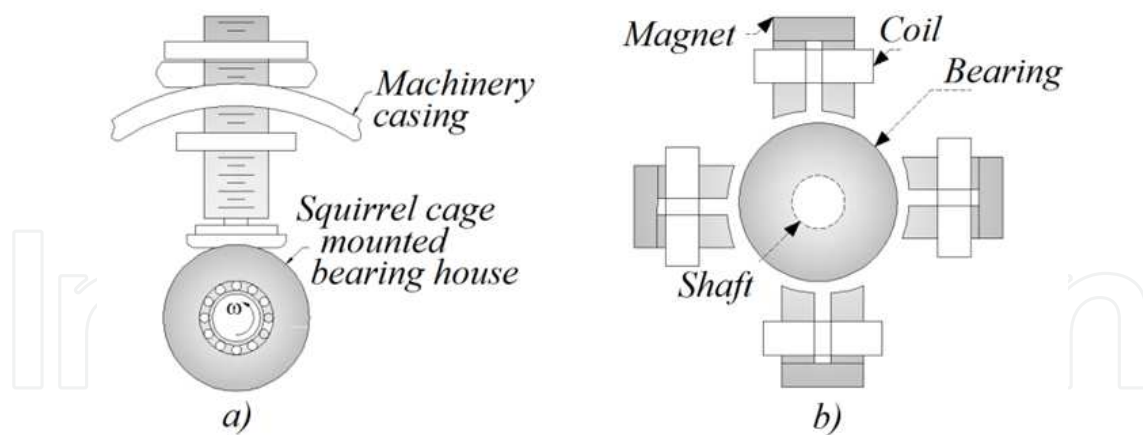 Machinery
casing
Squirrel cage
mounted
bearing house
ω
a)
Magnet
Coil
Bearing
Shaft
b)